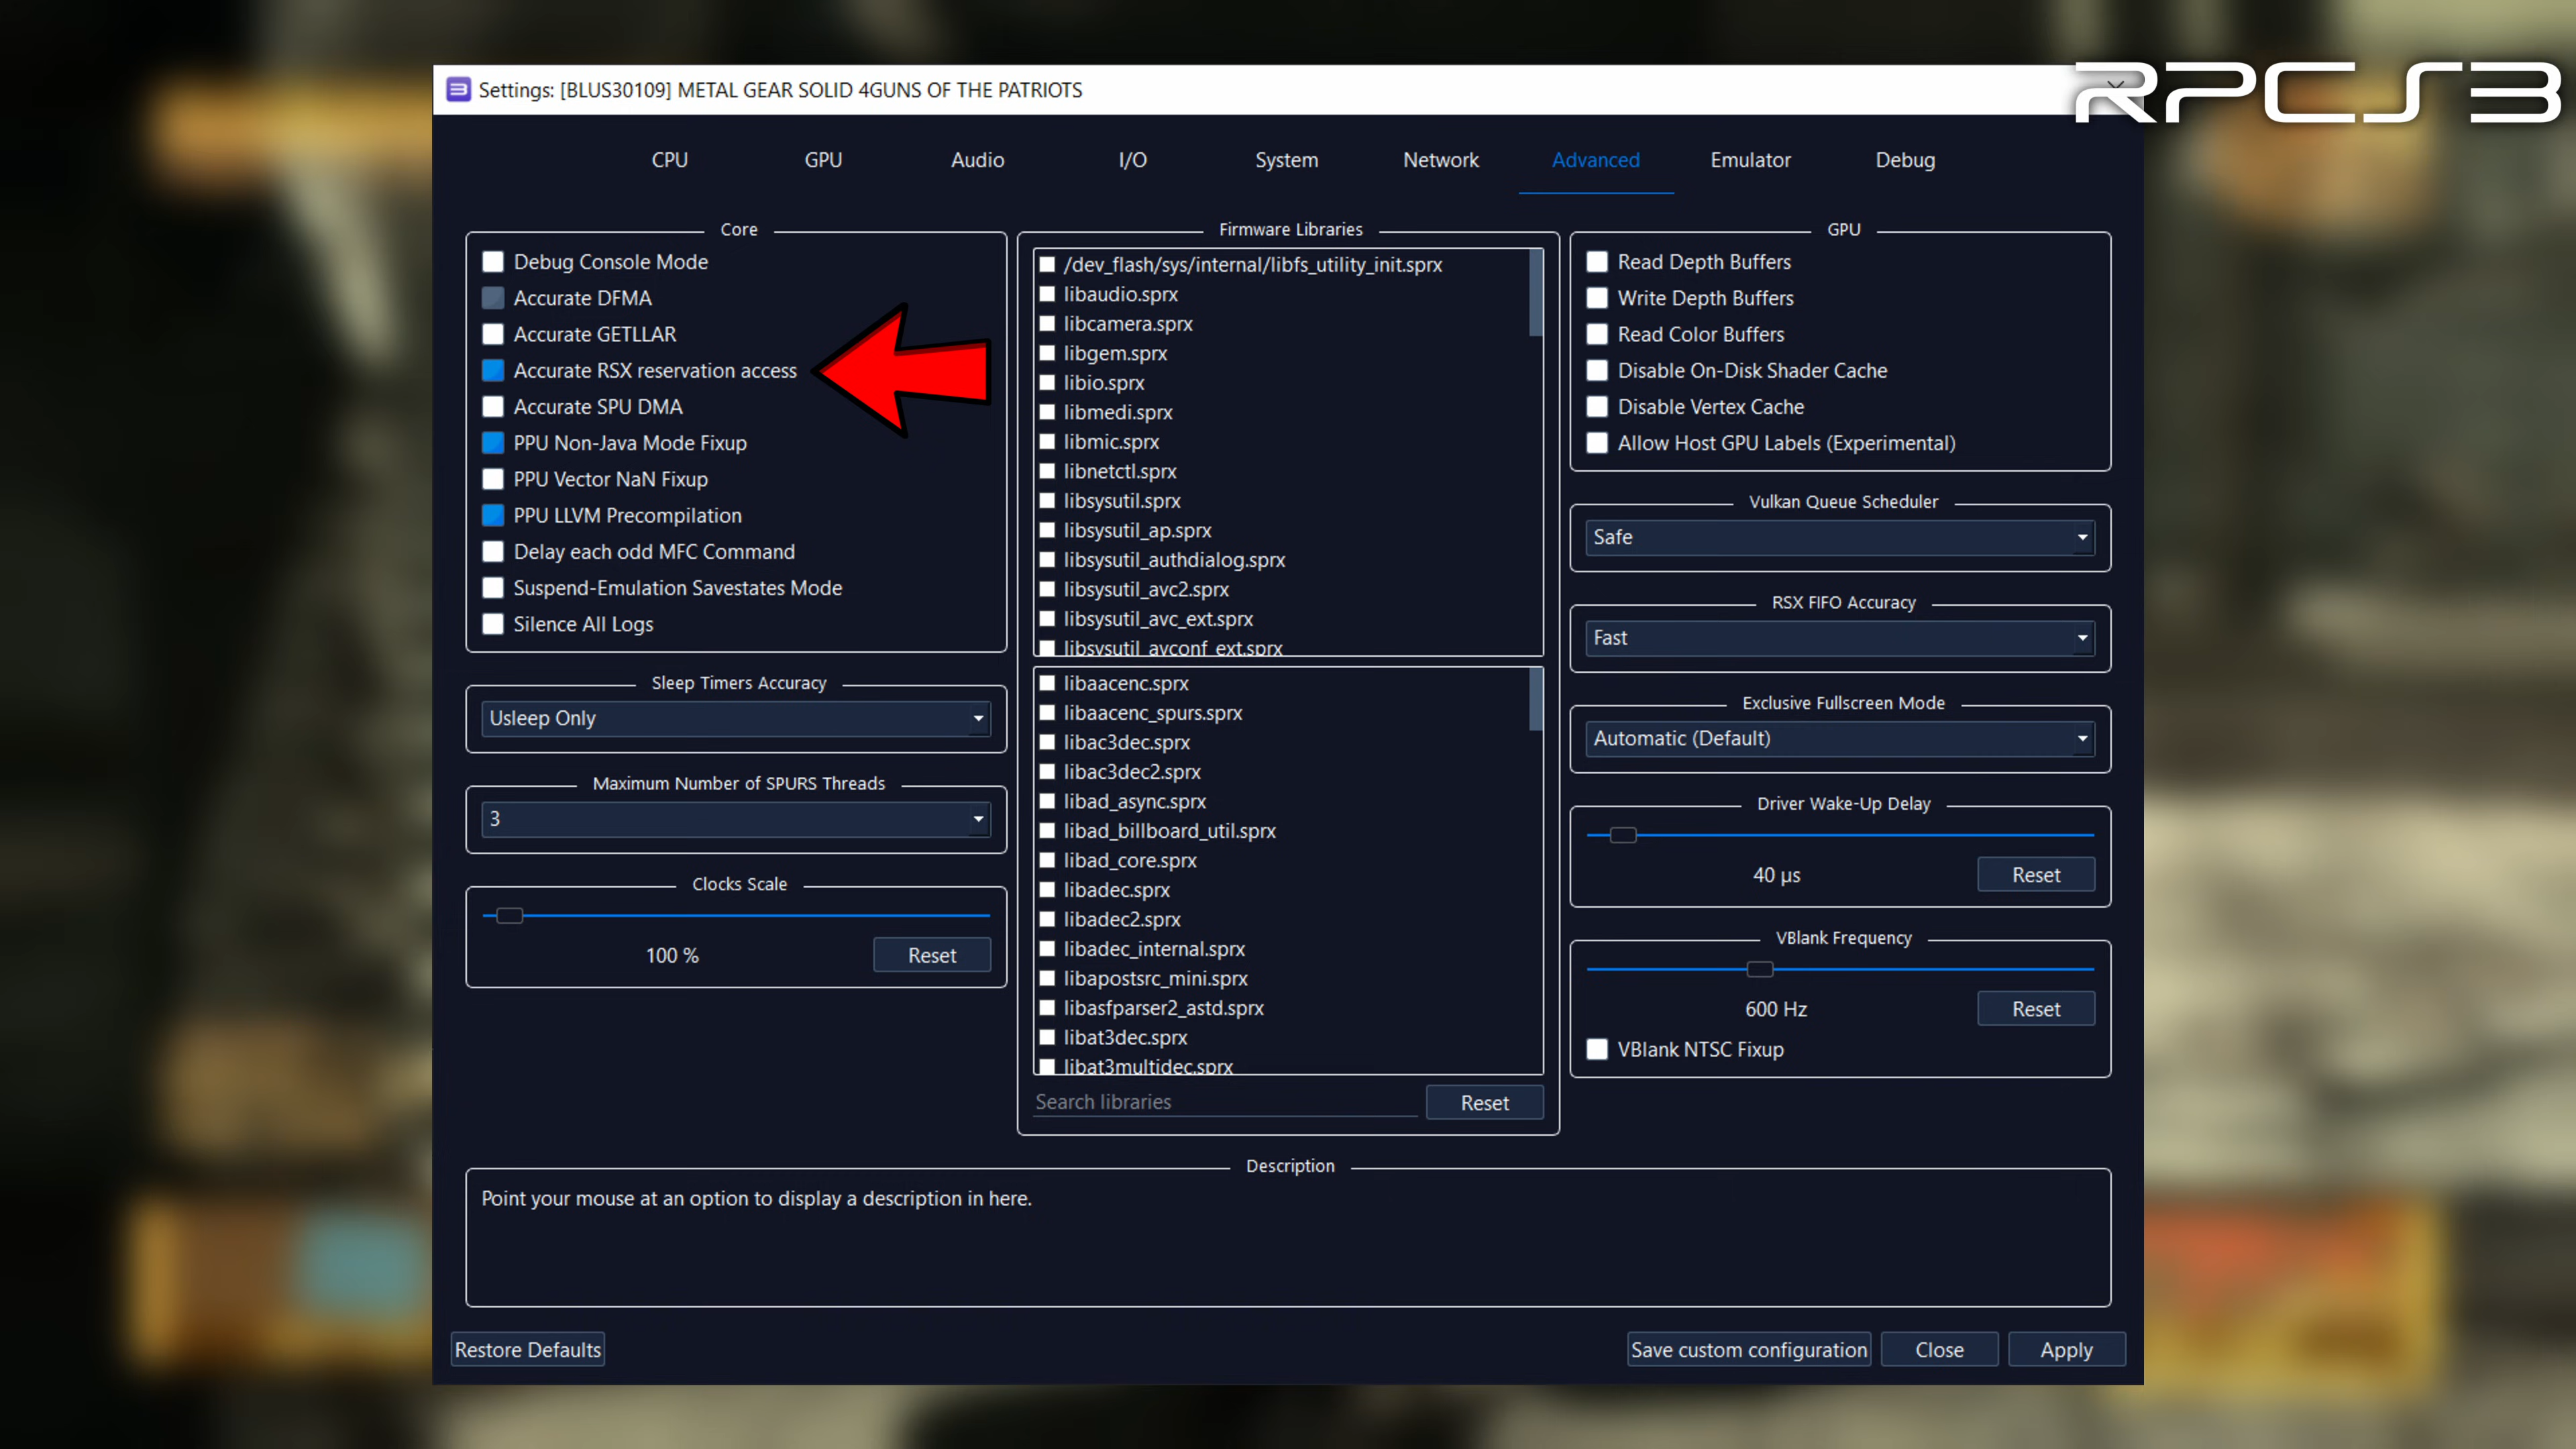 RPCS3
Settings: [BLUS30109] METAL GEAR SOLID 4GUNS OF THE PATRIOTS
CPU GPU Audio I/O System Network Advanced Emulator Debug
Core
Debug Console Mode
Accurate DFMA
Accurate GETLLAR
Accurate RSX reservation access
Accurate SPU DMA
PPU Non-Java Mode Fixup
PPU Vector NaN Fixup
PPU LLVM Precompilation
Delay each odd MFC Command
Suspend-Emulation Savestates Mode
Silence All Logs
Sleep Timers Accuracy
Usleep Only
Maximum Number of SPURS Threads
3
Clocks Scale
100 %
Reset
Firmware Libraries
/dev_flash/sys/internal/libfs_utility_init.sprx
libaudio.sprx
libcamera.sprx
libgem.sprx
libio.sprx
libmedi.sprx
libmic.sprx
libnetctl.sprx
libsysutil.sprx
libsysutil_ap.sprx
libsysutil_authdialog.sprx
libsysutil_avc2.sprx
libsysutil_avc_ext.sprx
libsysutil_avconf_ext.sprx
libaacenc.sprx
libaacenc_spurs.sprx
libac3dec.sprx
libac3dec2.sprx
libad_async.sprx
libad_billboard_util.sprx
libad_core.sprx
libadec.sprx
libadec2.sprx
libadec_internal.sprx
libapostsrc_mini.sprx
libasfparser2_astd.sprx
libat3dec.sprx
libat3multidec.sprx
Search libraries
Reset
GPU
Read Depth Buffers
Write Depth Buffers
Read Color Buffers
Disable On-Disk Shader Cache
Disable Vertex Cache
Allow Host GPU Labels (Experimental)
Vulkan Queue Scheduler
Safe
RSX FIFO Accuracy
Fast
Exclusive Fullscreen Mode
Automatic (Default)
Driver Wake-Up Delay
40 µs
Reset
VBlank Frequency
600 Hz
Reset
VBlank NTSC Fixup
Description
Point your mouse at an option to display a description in here.
Restore Defaults
Save custom configuration
Close
Apply